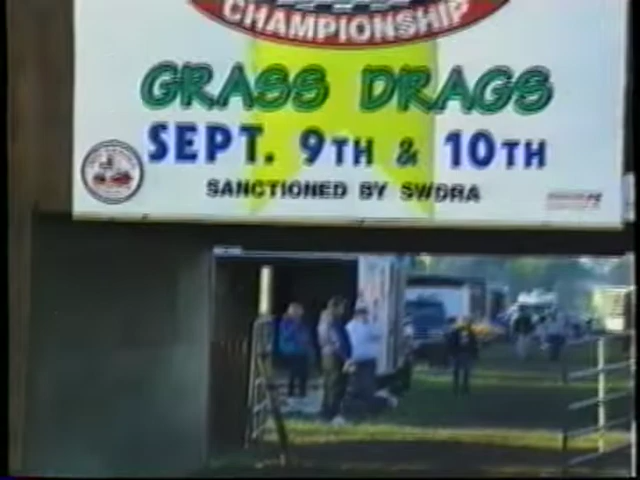 CHAMPIONSHIP
GRASS DRAGS
SEPT. 9TH & 10TH
SANCTIONED BY SWDRA